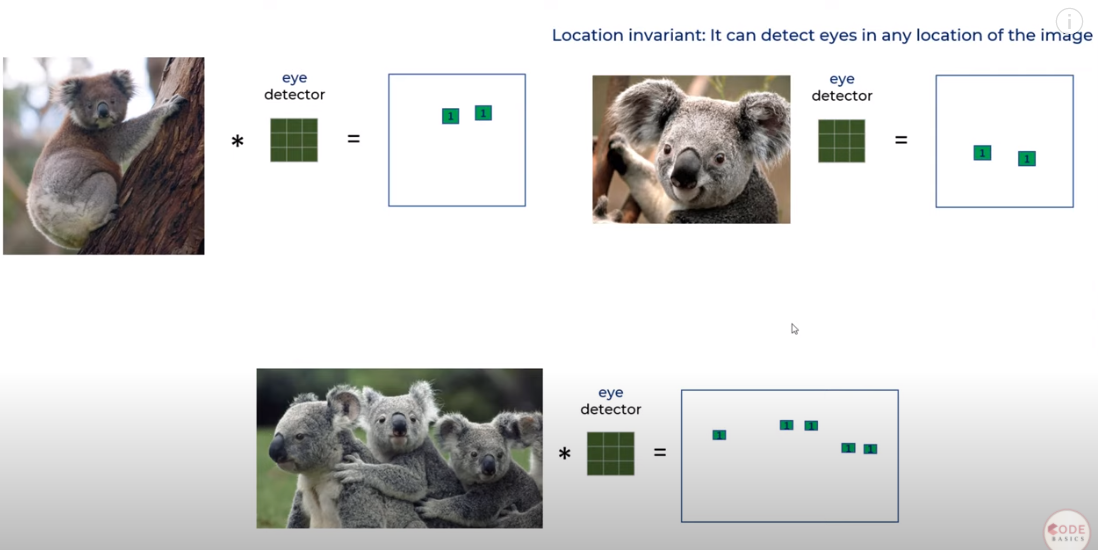 Location invariant: It can detect eyes in any location of the image
eye
detector
*
=
1
1
eye
detector
=
1
1
eye
detector
*
=
1
1
1
1
1
CODE
BASICS